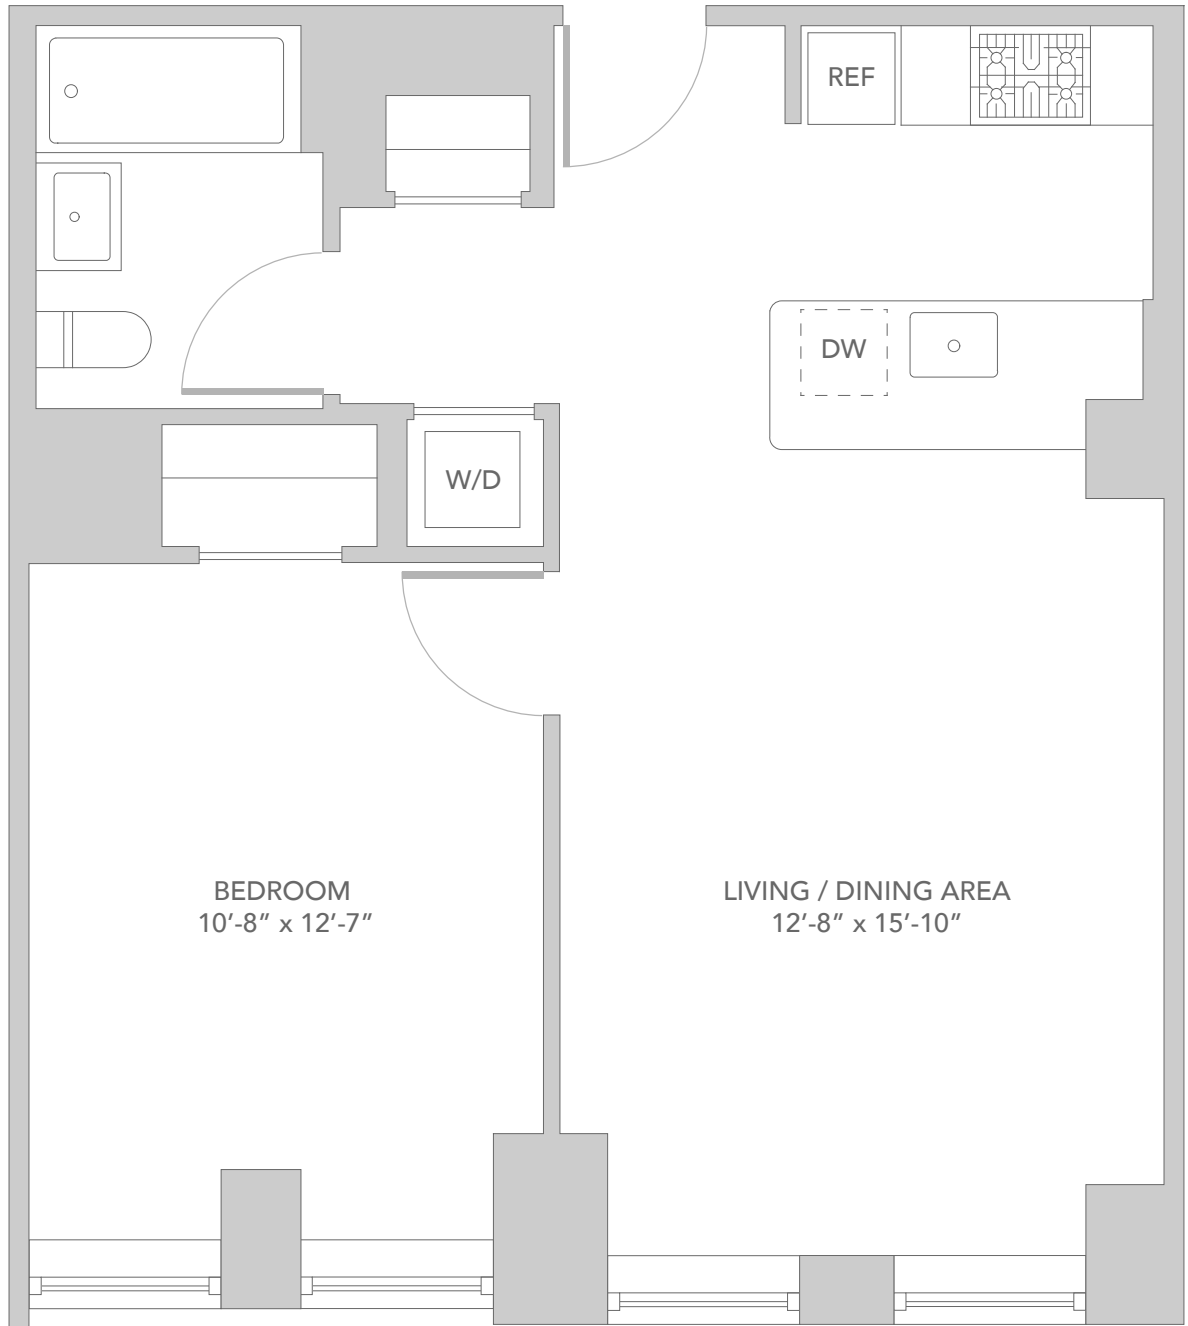 REF
DW
W/D
BEDROOM
10′-8″ x 12′-7″
LIVING / DINING AREA
12′-8″ x 15′-10″